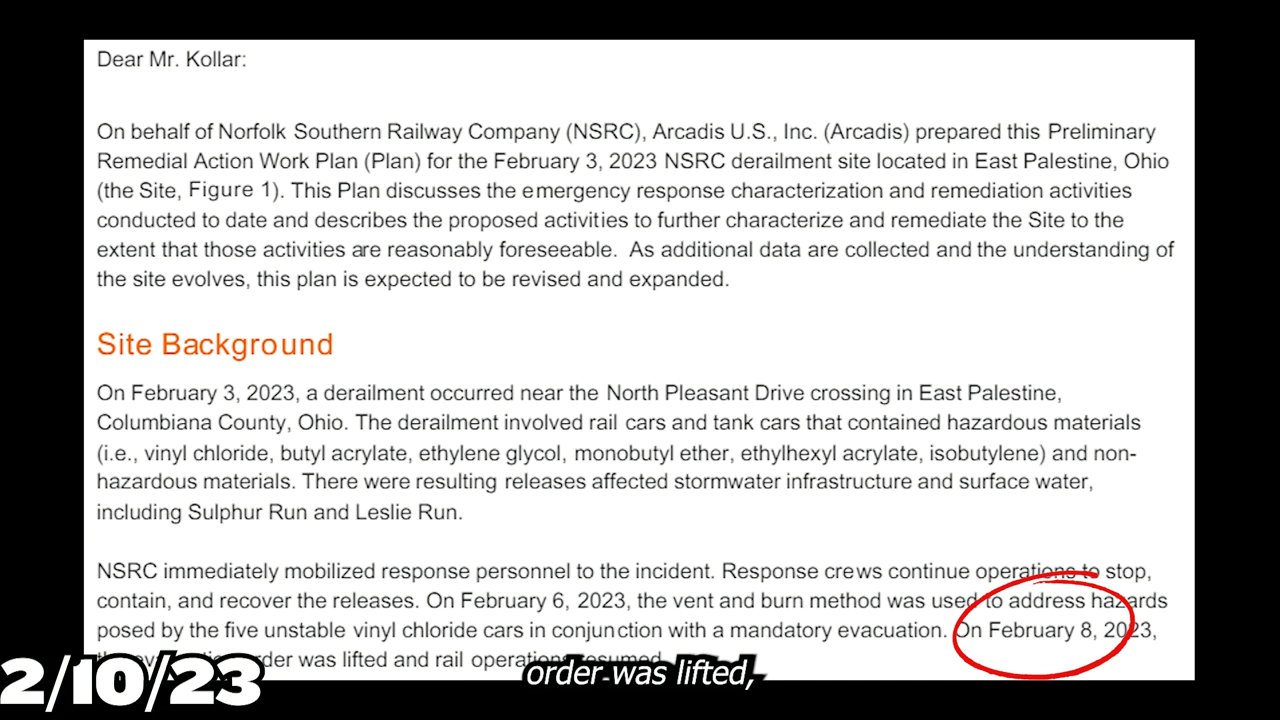 Dear Mr. Kollar:
On behalf of Norfolk Southern Railway Company (NSRC), Arcadis U.S., Inc. (Arcadis) prepared this Preliminary
Remedial Action Work Plan (Plan) for the February 3, 2023 NSRC derailment site located in East Palestine, Ohio
(the Site, Figure 1). This Plan discusses the emergency response characterization and remediation activities
conducted to date and describes the proposed activities to further characterize and remediate the Site to the
extent that those activities are reasonably foreseeable. As additional data are collected and the understanding of
the site evolves, this plan is expected to be revised and expanded.
Site Background
On February 3, 2023, a derailment occurred near the North Pleasant Drive crossing in East Palestine,
Columbiana County, Ohio. The derailment involved rail cars and tank cars that contained hazardous materials
(i.e., vinyl chloride, butyl acrylate, ethylene glycol, monobutyl ether, ethylhexyl acrylate, isobutylene) and non-
hazardous materials. There were resulting releases affected stormwater infrastructure and surface water,
including Sulphur Run and Leslie Run.
NSRC immediately mobilized response personnel to the incident. Response crews continue operations to stop,
contain, and recover the releases. On February 6, 2023, the vent and burn method was used to address hazards
posed by the five unstable vinyl chloride cars in conjunction with a mandatory evacuation. On February 8, 2023,
order was lifted and rail operations resumed
2/10/23
order was lifted,